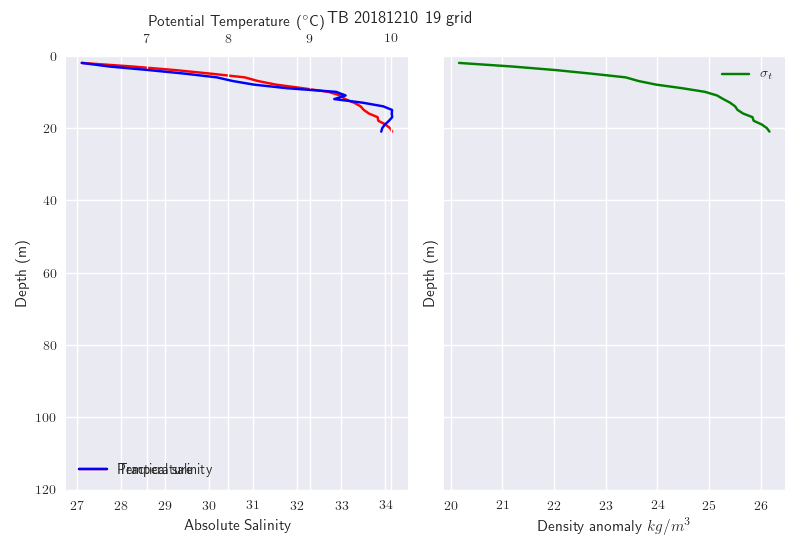 TB 20181210 19 grid
Potential Temperature (°C)
7 8 9 10
0
20
40
60
80
100
120
Depth (m)
Practical salinity
Temperature
27 28 29 30 31 32 33 34
Absolute Salinity
σt
Depth (m)
20 21 22 23 24 25 26
Density anomaly kg/m³